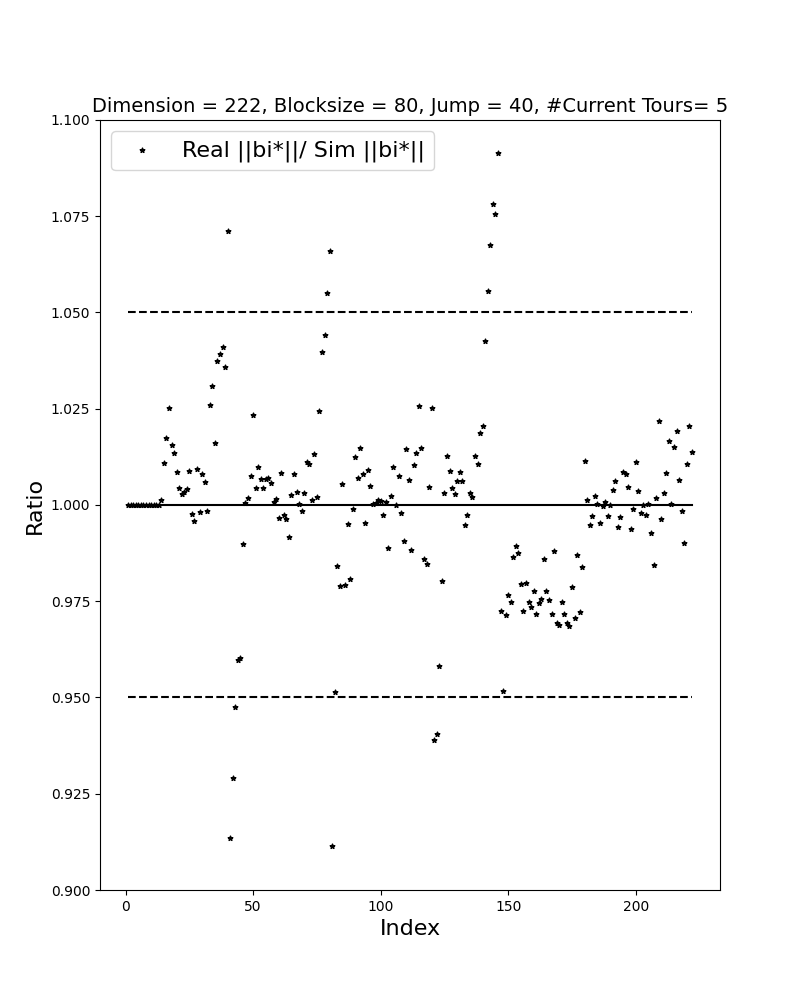 Dimension = 222, Blocksize = 80, Jump = 40, #Current Tours= 5
Real ||bi*||/ Sim ||bi*||
1.100
1.075
1.050
1.025
1.000
0.975
0.950
0.925
0.900
Ratio
0 50 100 150 200
Index